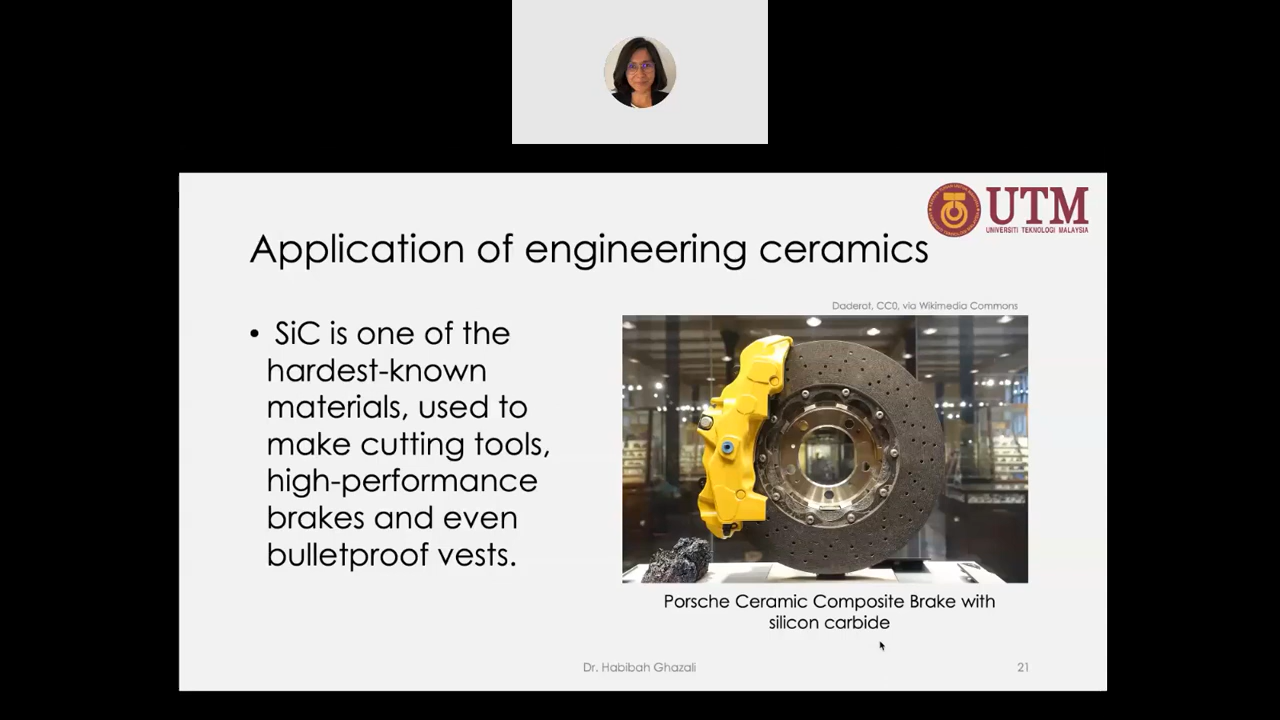 UTM
UNIVERSITI TEKNOLOGI MALAYSIA
Application of engineering ceramics
Daderot, CC0, via Wikimedia Commons
• SiC is one of the
hardest-known
materials, used to
make cutting tools,
high-performance
brakes and even
bulletproof vests.
Porsche Ceramic Composite Brake with
silicon carbide
Dr. Habibah Ghazali
21